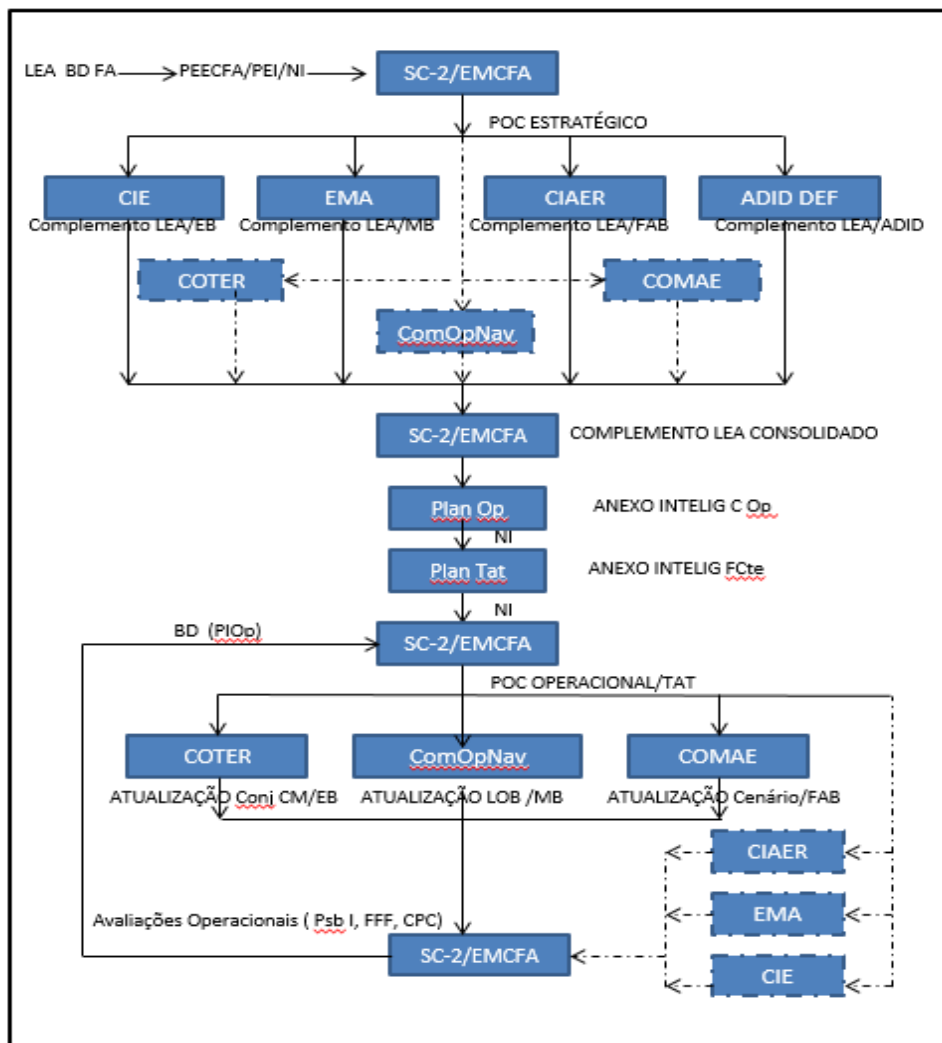 LEA BD FA
PEECFA/PEI/NI
SC-2/EMCFA
POC ESTRATÉGICO
CIE
EMA
CIAER
ADID DEF
Complemento LEA/EB
Complemento LEA/MB
Complemento LEA/FAB
Complemento LEA/ADID
COTER
COMAE
ComOpNav
SC-2/EMCFA
COMPLEMENTO LEA CONSOLIDADO
Plan Op
ANEXO INTELIG C Op
NI
Plan Tat
ANEXO INTELIG FCte
NI
BD (PIOp)
SC-2/EMCFA
POC OPERACIONAL/TAT
COTER
ComOpNav
COMAE
ATUALIZAÇÃO Conj CM/EB
ATUALIZAÇÃO LOB /MB
ATUALIZAÇÃO Cenário/FAB
CIAER
EMA
CIE
Avaliações Operacionais ( Psb I, FFF, CPC)
SC-2/EMCFA